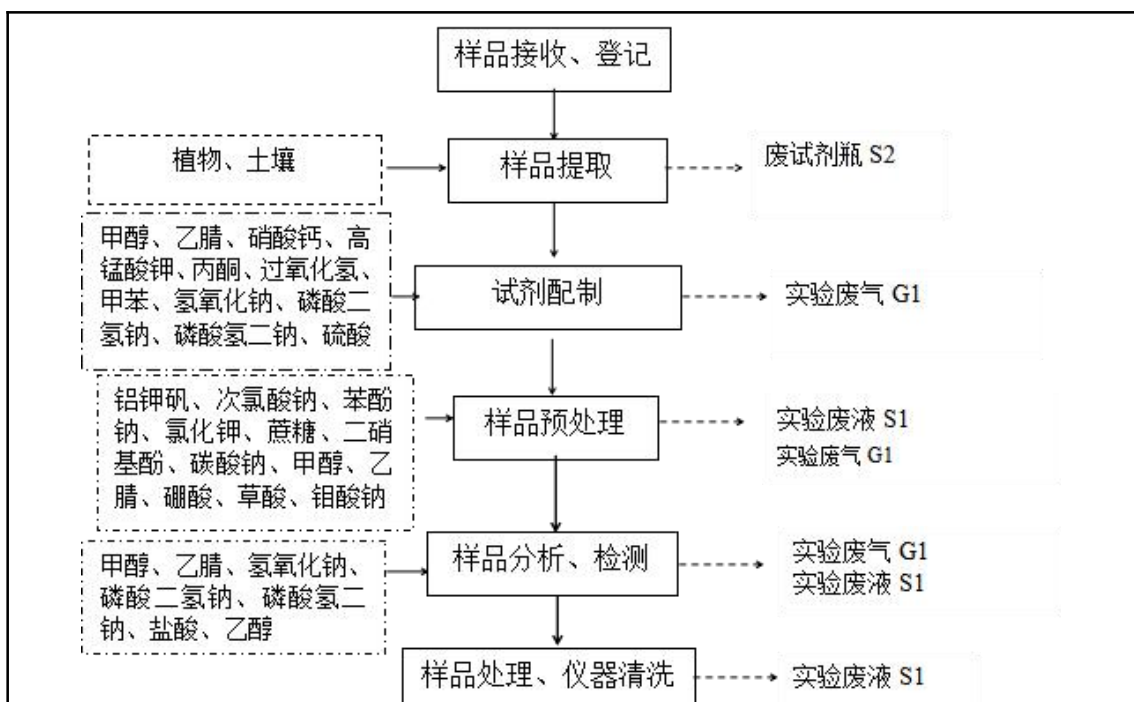 样品接收、登记
植物、土壤
样品提取
废试剂瓶 S2
甲醇、乙腈、硝酸钙、高
锰酸钾、丙酮、过氧化氢、
甲苯、氢氧化钠、磷酸二
氢钠、磷酸氢二钠、硫酸
试剂配制
实验废气 G1
铝钾矾、次氯酸钠、苯酚
钠、氯化钾、蔗糖、二硝
基酚、碳酸钠、甲醇、乙
腈、硼酸、草酸、钼酸钠
样品预处理
实验废液 S1
实验废气 G1
甲醇、乙腈、氢氧化钠、
磷酸二氢钠、磷酸氢二
钠、盐酸、乙醇
样品分析、检测
实验废气 G1
实验废液 S1
样品处理、仪器清洗
实验废液 S1